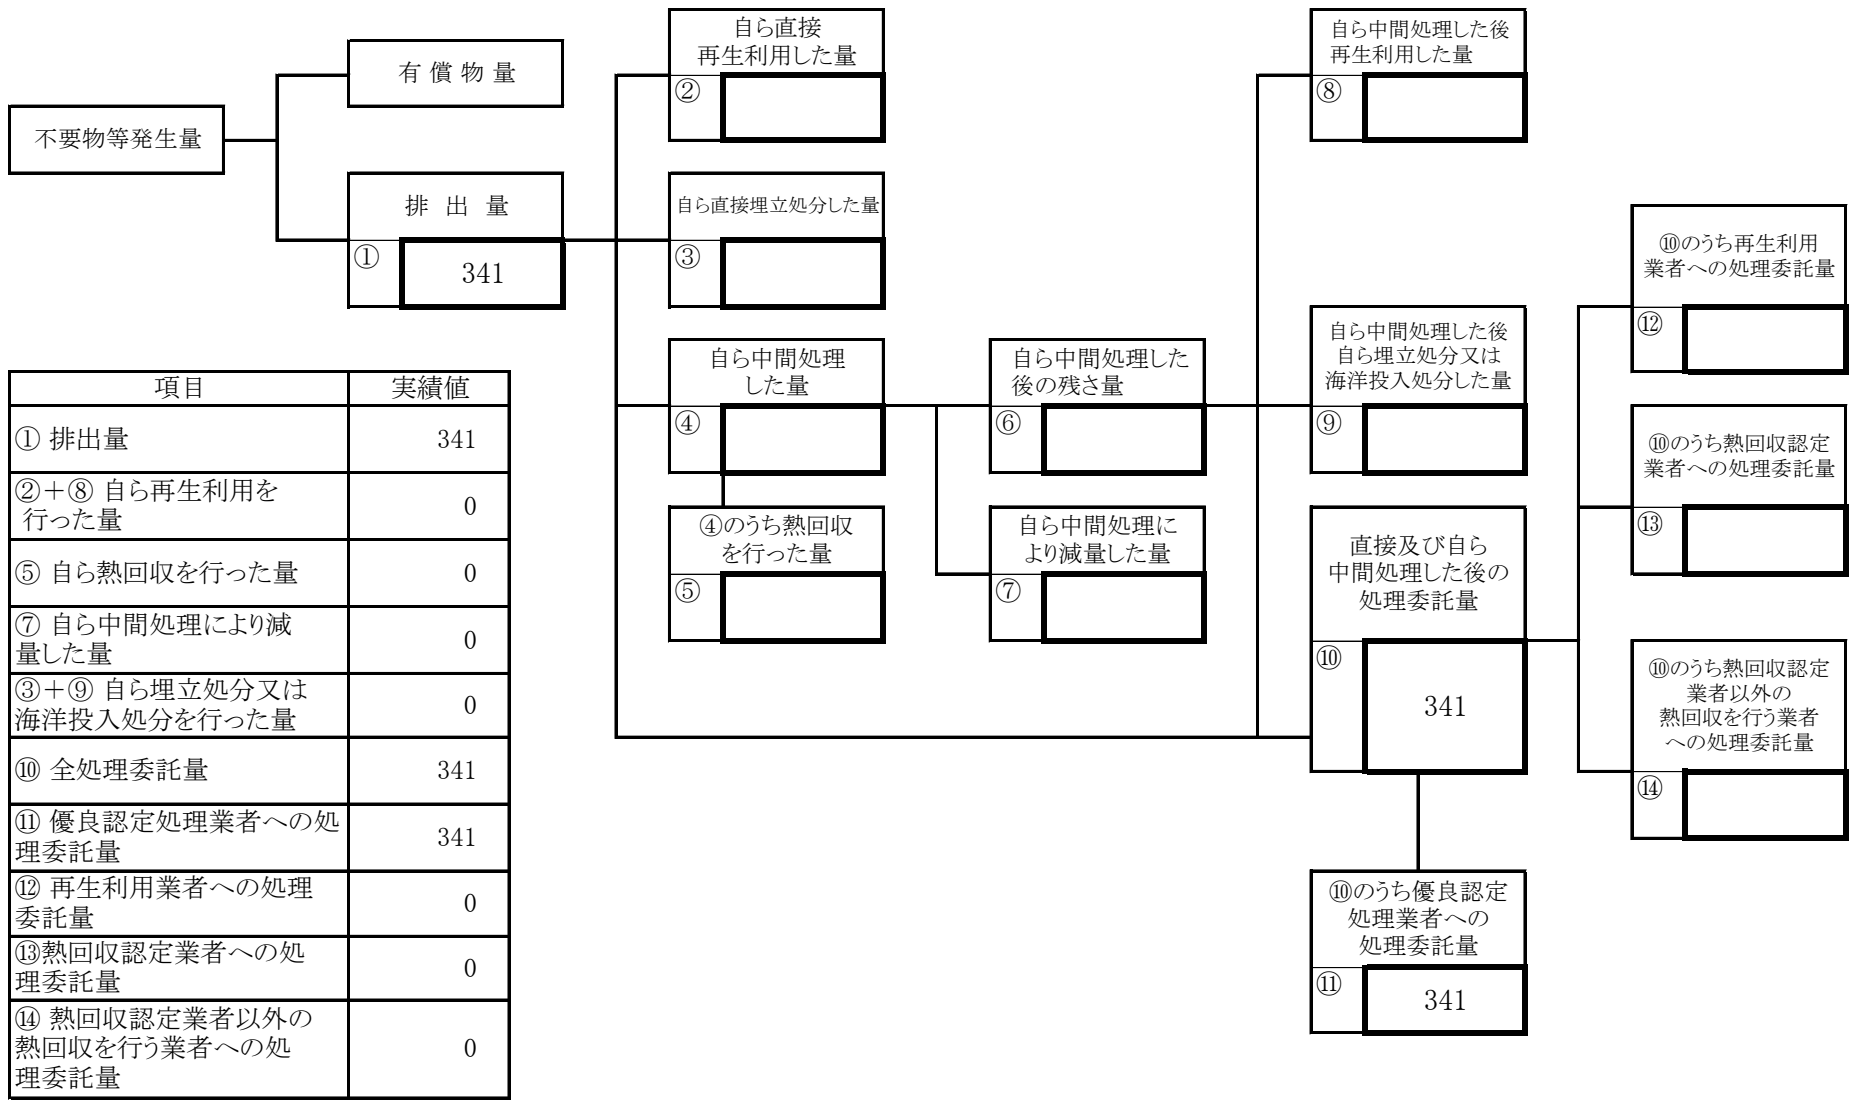 自ら直接
再生利用した量
②
自ら中間処理した後
再生利用した量
⑧
有 償 物 量
不要物等発生量
排 出 量
①
341
自ら直接埋立処分した量
③
⑩のうち再生利用
業者への処理委託量
⑫
自ら中間処理
した量
④
自ら中間処理した
後の残さ量
⑥
自ら中間処理した後
自ら埋立処分又は
海洋投入処分した量
⑨
⑩のうち熱回収認定
業者への処理委託量
⑬
④のうち熱回収
を行った量
⑤
自ら中間処理に
より減量した量
⑦
直接及び自ら
中間処理した後の
処理委託量
⑩
341
⑩のうち熱回収認定
業者以外の
熱回収を行う業者
への処理委託量
⑭
⑩のうち優良認定
処理業者への
処理委託量
⑪
341
項目 実績値
① 排出量 341
②+⑧ 自ら再生利用を
行った量 0
⑤ 自ら熱回収を行った量 0
⑦ 自ら中間処理により減
量した量 0
③+⑨ 自ら埋立処分又は
海洋投入処分を行った量 0
⑩ 全処理委託量 341
⑪ 優良認定処理業者への処
理委託量 341
⑫ 再生利用業者への処理
委託量 0
⑬熱回収認定業者への処
理委託量 0
⑭ 熱回収認定業者以外の
熱回収を行う業者への処
理委託量 0